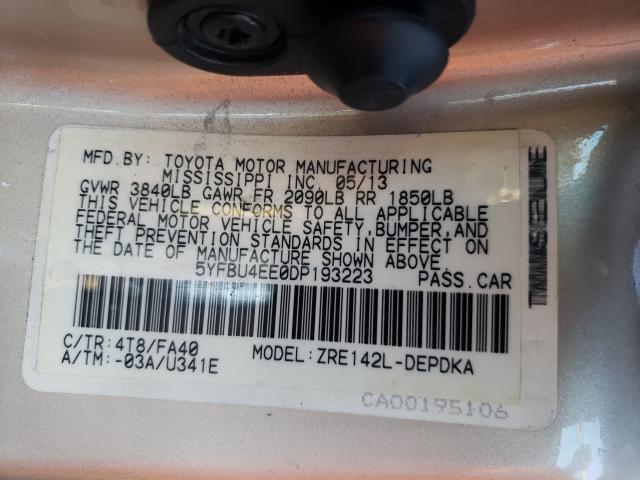 MFD.BY: TOYOTA MOTOR MANUFACTURING
MISSISSIPPI INC. 05/13
GVWR 3840LB GAWR FR 2090LB RR 1850LB
THIS VEHICLE CONFORMS TO ALL APPLICABLE
FEDERAL MOTOR VEHICLE SAFETY,BUMPER,AND
THEFT PREVENTION STANDARDS IN EFFECT ON
THE DATE OF MANUFACTURE SHOWN ABOVE.
5YFBU4EE0DP193223 PASS.CAR
C/TR:4T8/FA40 MODEL:ZRE142L-DEPDKA
A/TM:-03A/U341E
CA00195106